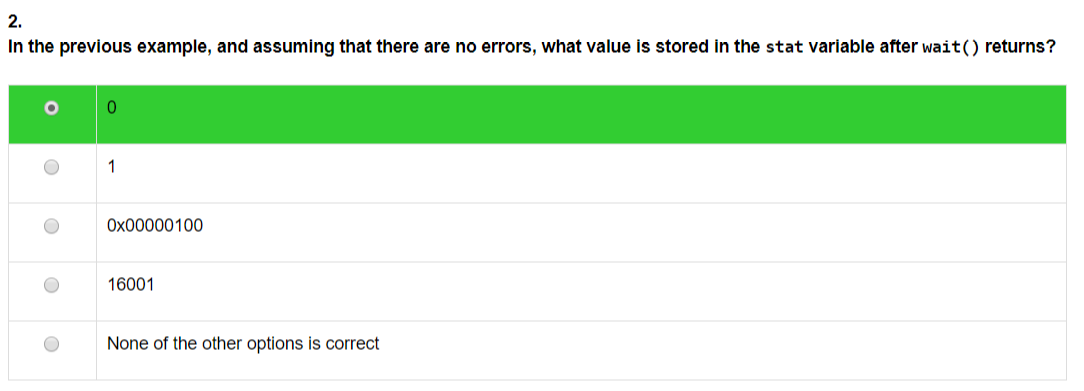 2.
In the previous example, and assuming that there are no errors, what value is stored in the stat variable after wait() returns?
0
1
0x00000100
16001
None of the other options is correct